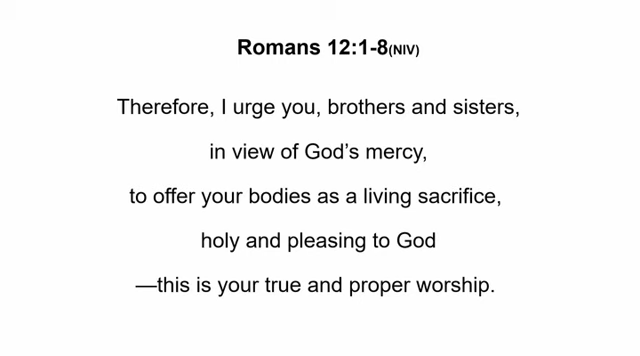 Romans 12:1-8(NIV)
Therefore, I urge you, brothers and sisters,
in view of God’s mercy,
to offer your bodies as a living sacrifice,
holy and pleasing to God
—this is your true and proper worship.